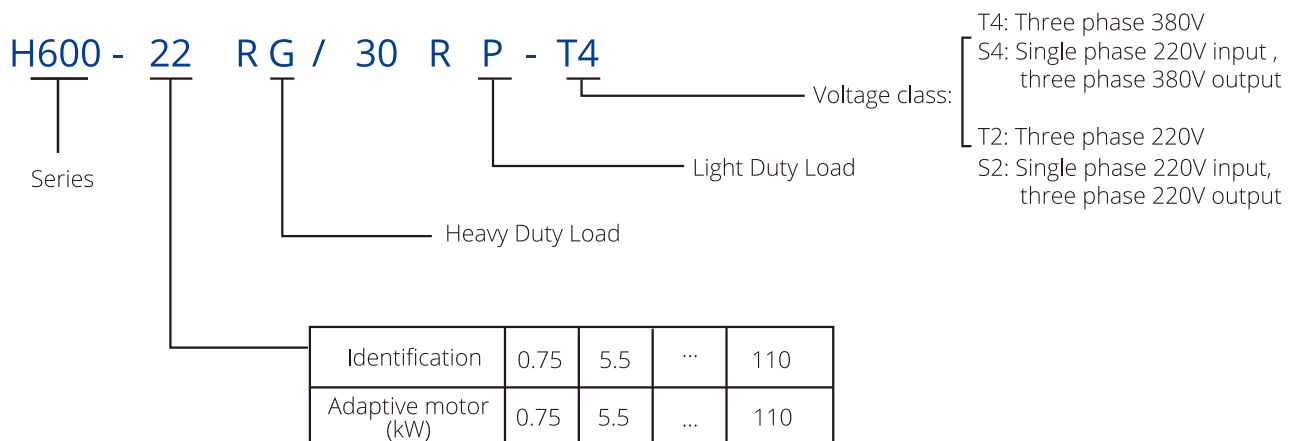 H600 - 22 R G / 30 R P - T4
T4: Three phase 380V
S4: Single phase 220V input ,
three phase 380V output
Voltage class:
T2: Three phase 220V
S2: Single phase 220V input,
three phase 220V output
Light Duty Load
Series
Heavy Duty Load
Identification 0.75 5.5 ... 110
Adaptive motor
(kW) 0.75 5.5 ... 110